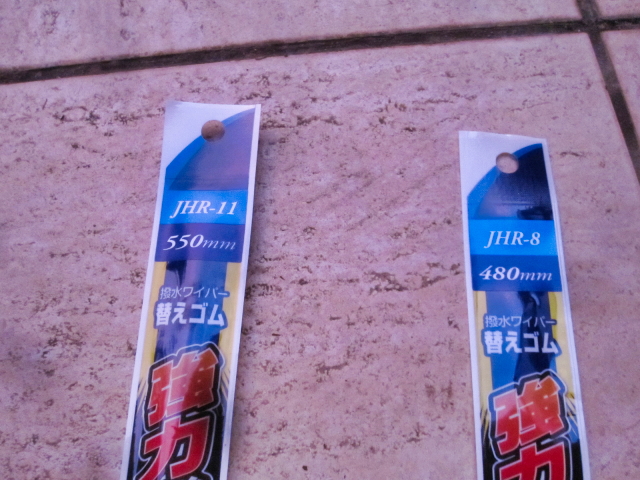 JHR-11
550mm
撥水ワイパー
替えゴム
強力
JHR-8
480mm
撥水ワイパー
替えゴム
強